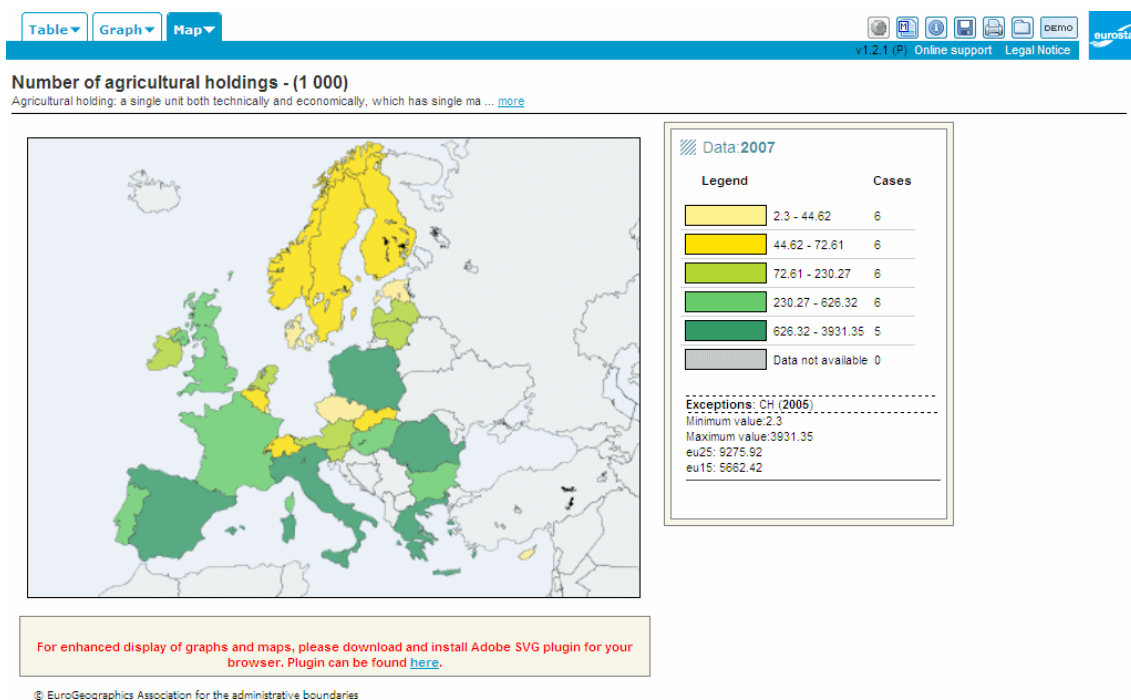 Table Graph Map
DEMO
eurosta
v1.2.1 (P) Online support Legal Notice
Number of agricultural holdings - (1 000)
Agricultural holding: a single unit both technically and economically, which has single ma ... more
Data:2007
Legend Cases
2.3 - 44.62 6
44.62 - 72.61 6
72.61 - 230.27 6
230.27 - 626.32 6
626.32 - 3931.35 5
Data not available 0
Exceptions: CH (2005)
Minimum value:2.3
Maximum value:3931.35
eu25: 9275.92
eu15: 5662.42
For enhanced display of graphs and maps, please download and install Adobe SVG plugin for your
browser. Plugin can be found here.
© EuroGeographics Association for the administrative boundaries